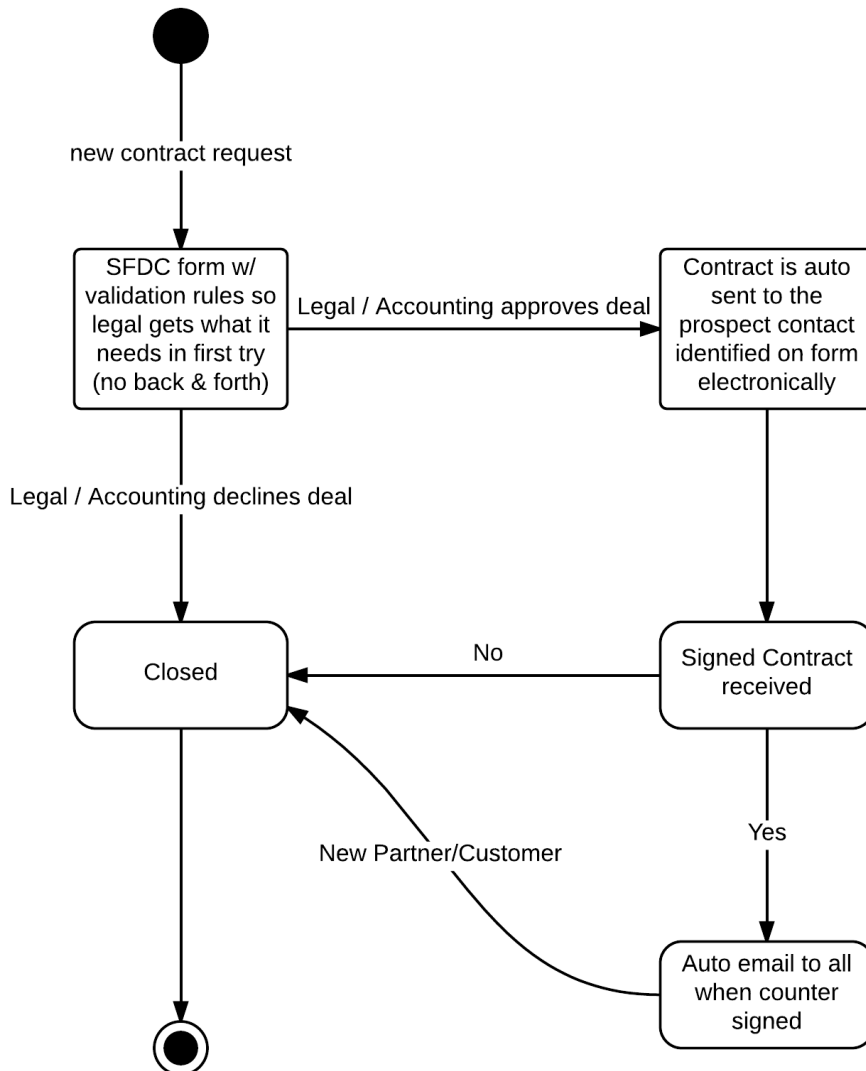 new contract request
SFDC form w/
validation rules so
legal gets what it
needs in first try
(no back & forth)
Legal / Accounting approves deal
Contract is auto
sent to the
prospect contact
identified on form
electronically
Legal / Accounting declines deal
Closed
No
Signed Contract
received
Yes
New Partner/Customer
Auto email to all
when counter
signed